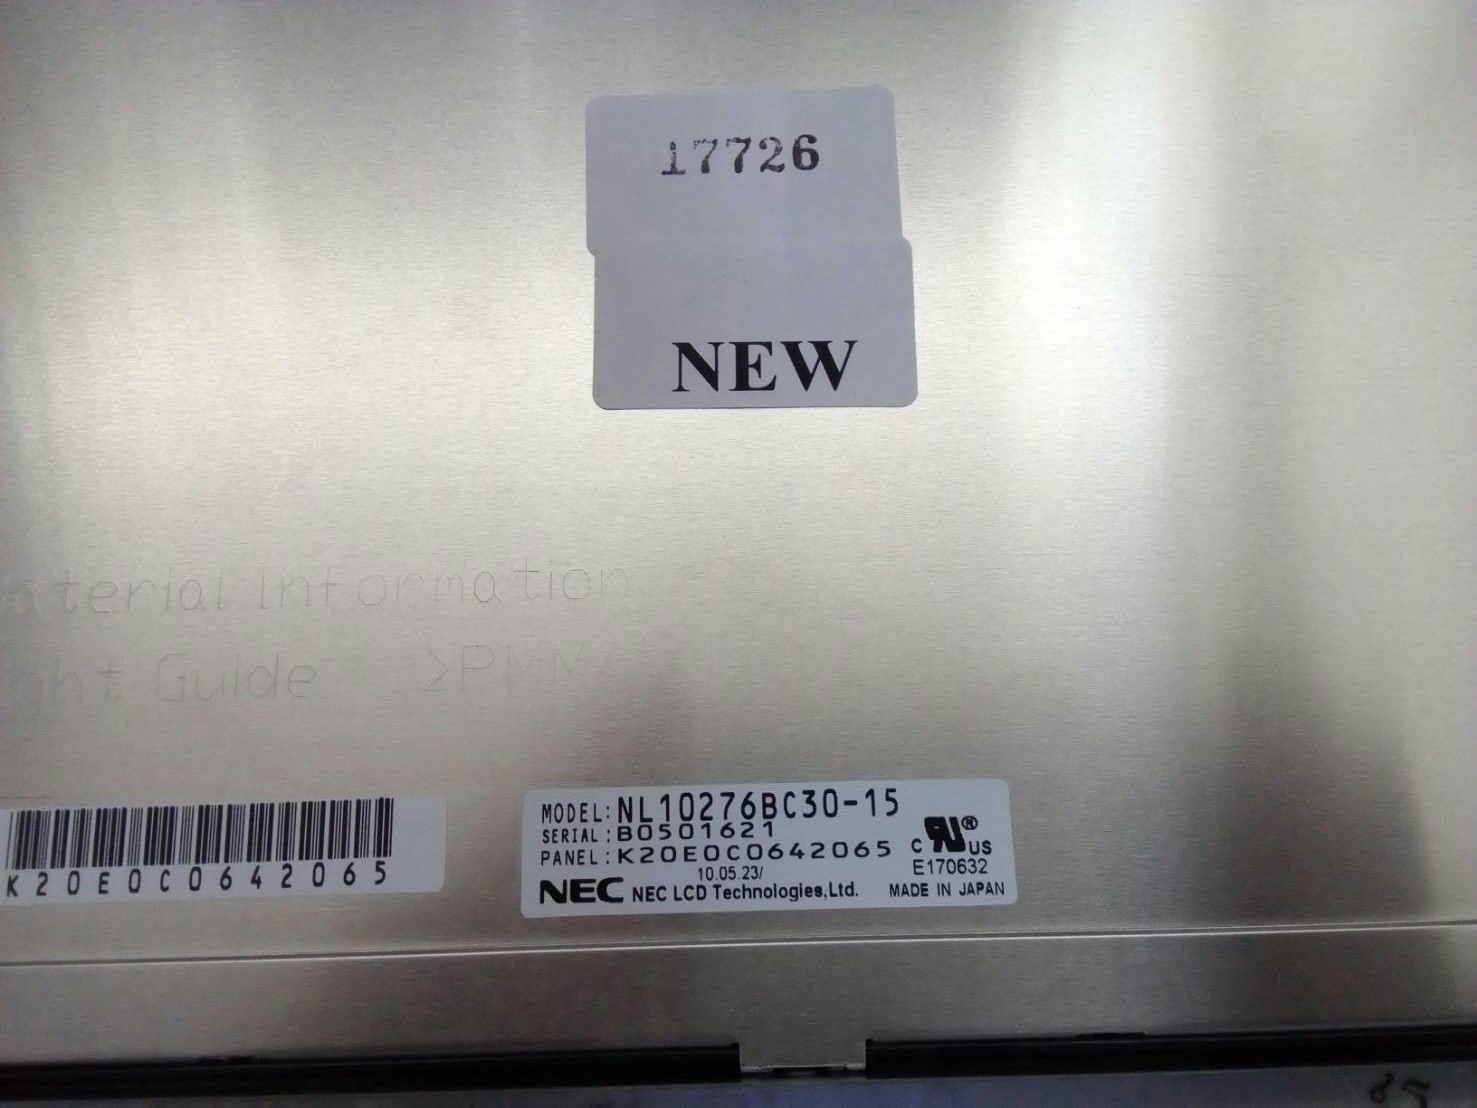 17726
NEW
aterial Information
ght Guide >PMM
K20E0C0642065
MODEL: NL10276BC30-15
SERIAL: B0501621
PANEL: K20E0C0642065
10.05.23/
NEC NEC LCD Technologies,Ltd.
C UR® US
E170632
MADE IN JAPAN